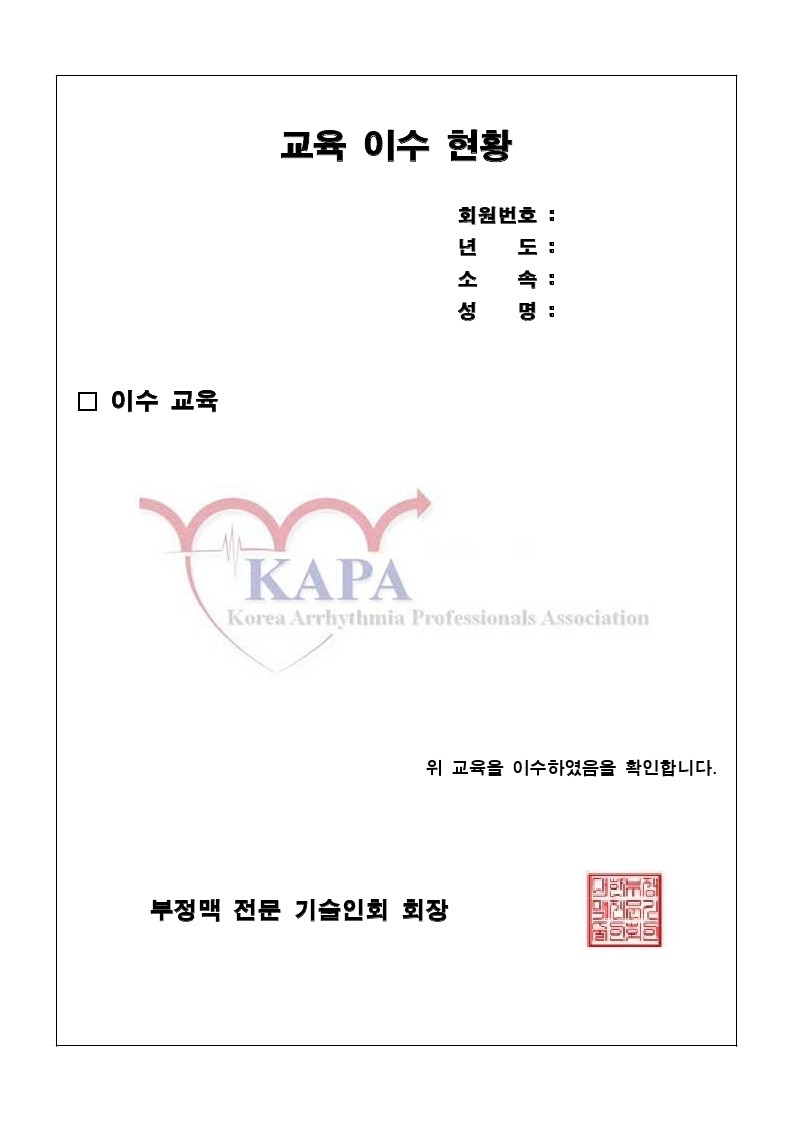 교육 이수 현황
회원번호 :
년 도 :
소 속 :
성 명 :
□ 이수 교육
KAPA
Korea Arrhythmia Professionals Association
위 교육을 이수하였음을 확인합니다.
부정맥 전문 기술인회 회장